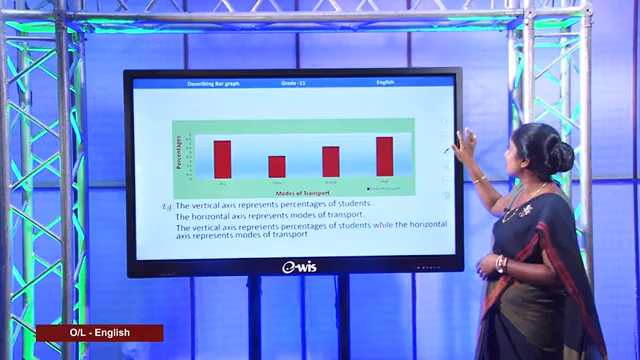 Describing Bar graph Grade -11 English
Percentages
Modes of Transport
Eg: The vertical axis represents percentages of students.
The horizontal axis represents modes of transport.
The vertical axis represents percentages of students while the horizontal
axis represents modes of transport
e-wis
O/L - English